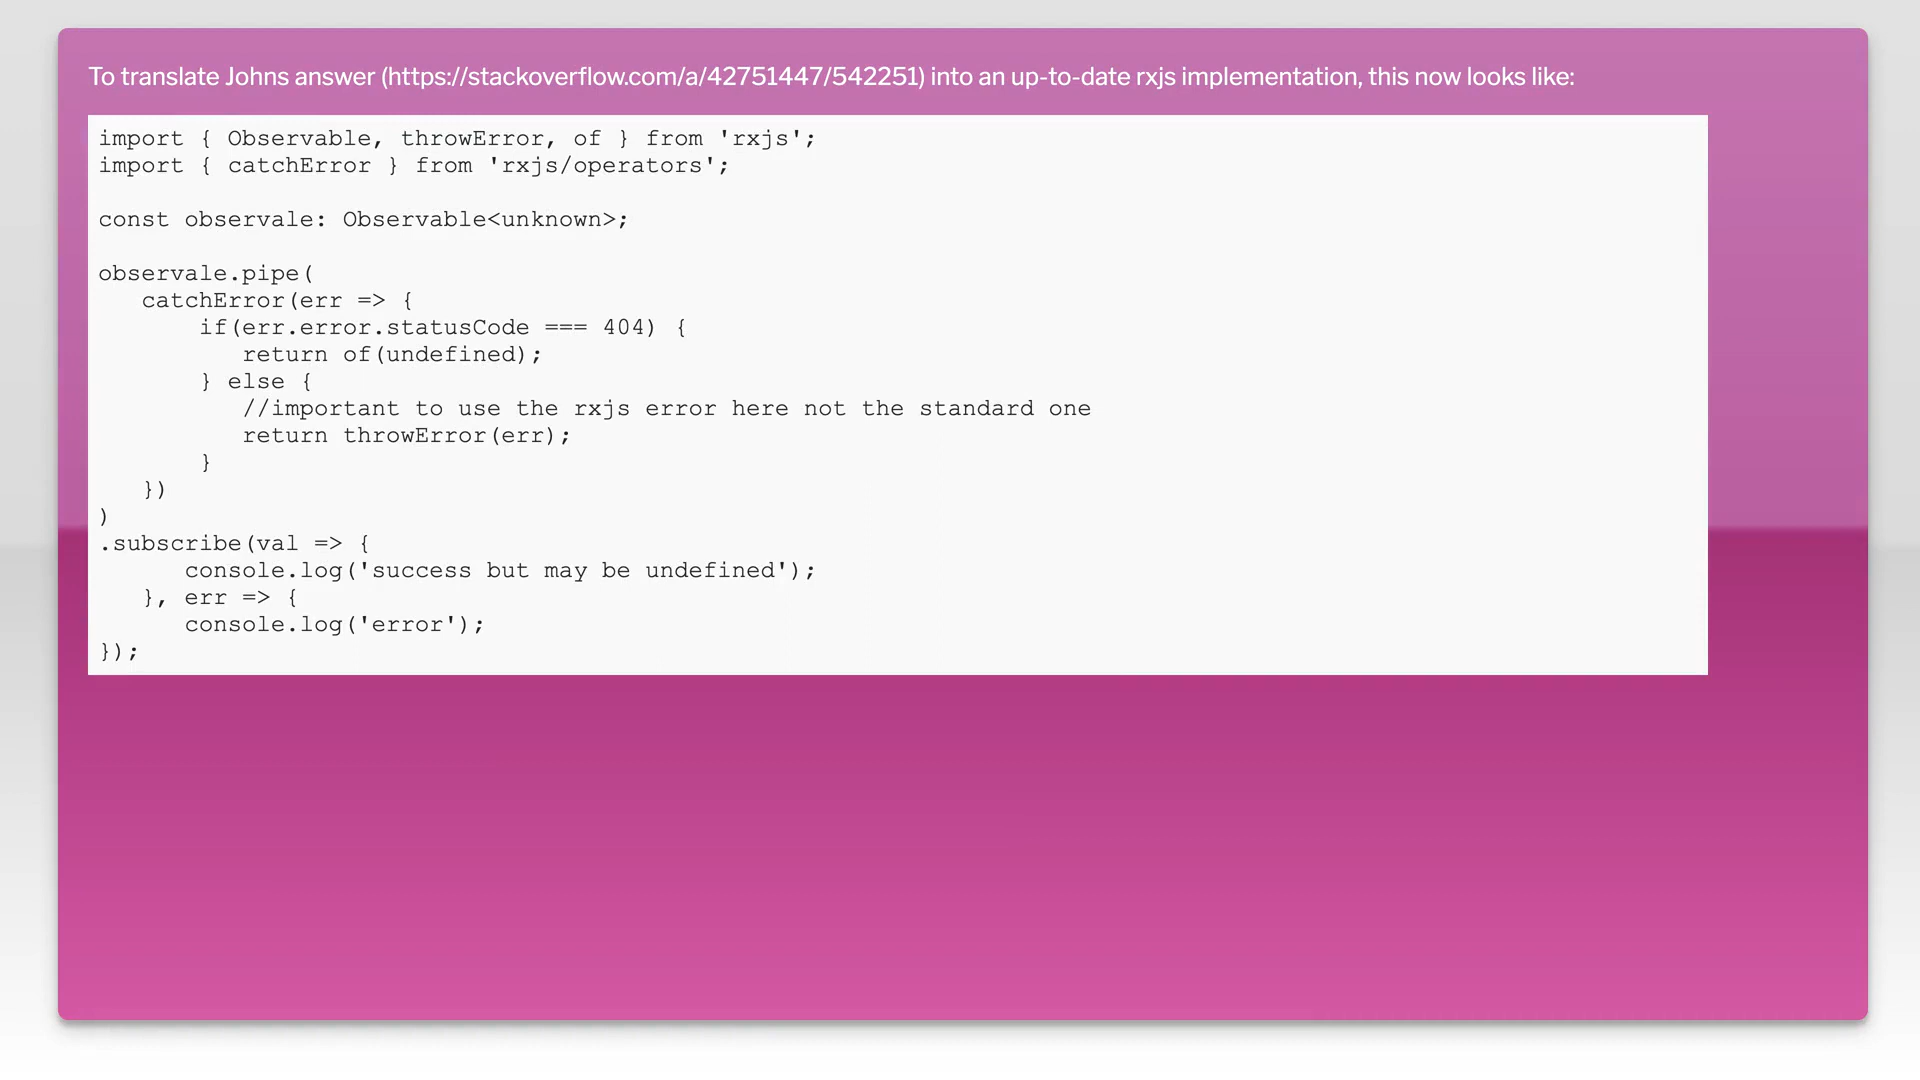 To translate Johns answer (https://stackoverflow.com/a/42751447/542251) into an up-to-date rxjs implementation, this now looks like:
import { Observable, throwError, of } from 'rxjs';
import { catchError } from 'rxjs/operators';
const observale: Observable<unknown>;
observale.pipe(
   catchError(err => {
       if(err.error.statusCode === 404) {
          return of(undefined);
       } else {
          //important to use the rxjs error here not the standard one
          return throwError(err);
       }
   })
)
.subscribe(val => {
      console.log('success but may be undefined');
   }, err => {
      console.log('error');
});